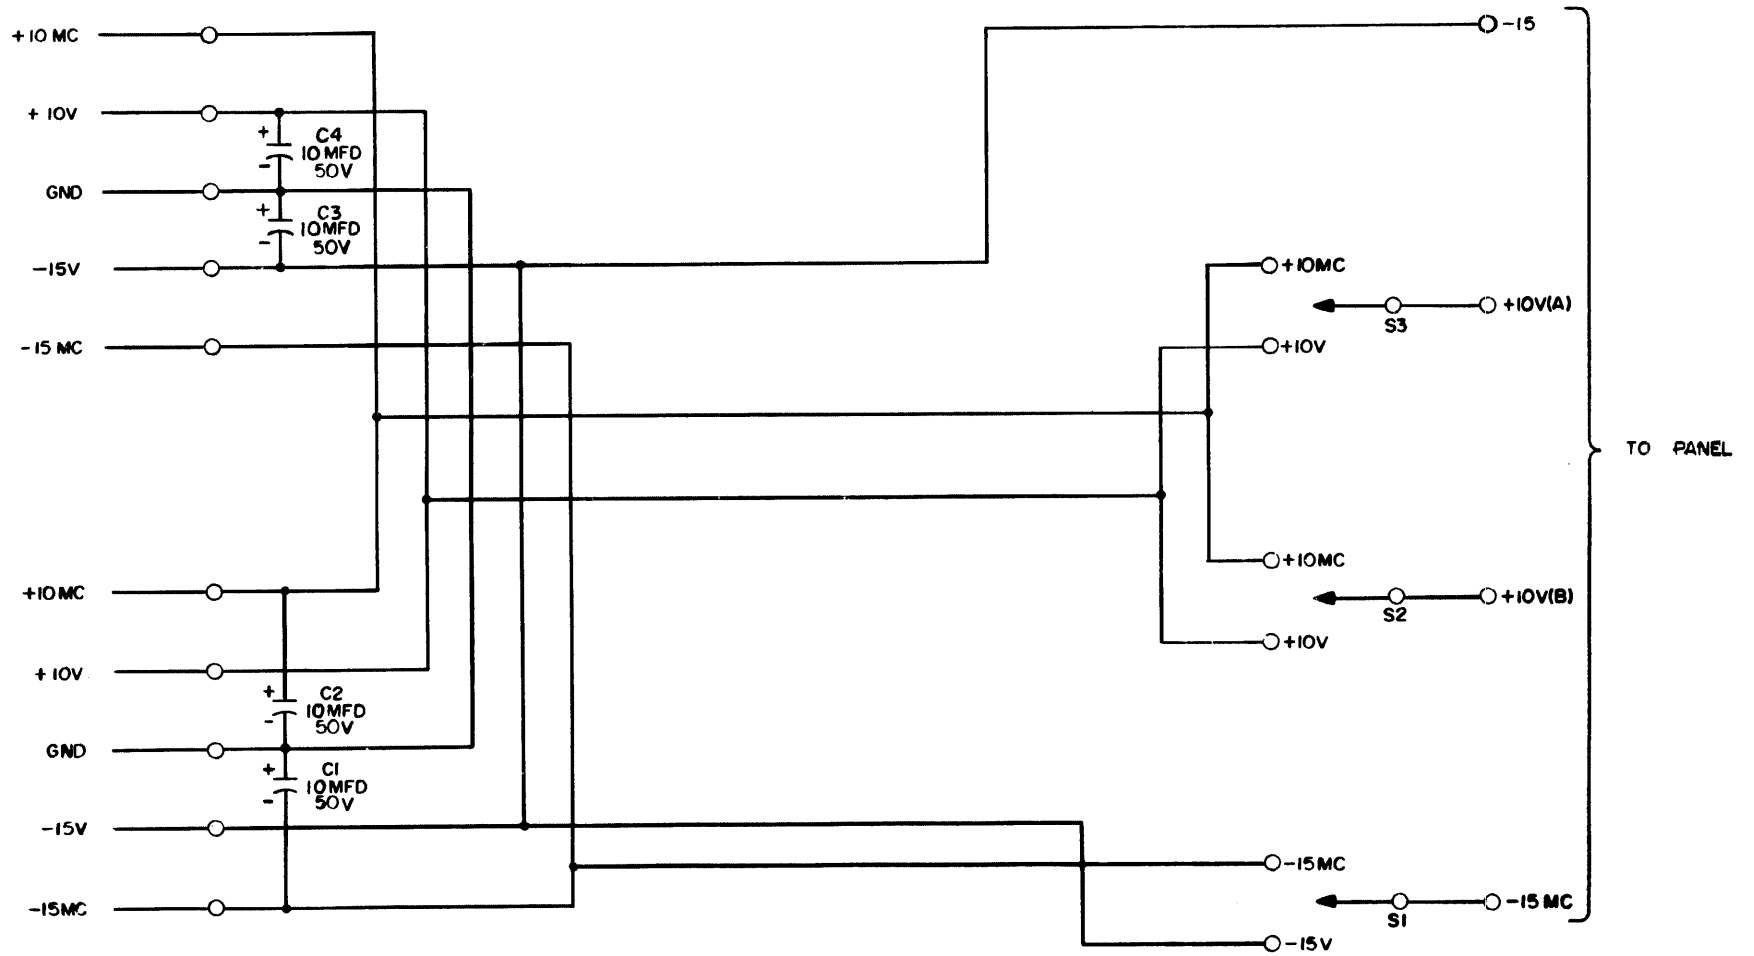 +10 MC
-15
+ 10V
+
C4
10 MFD
50V
-
GND
+
C3
10MFD
50V
-
-15V
+10MC
+10V(A)
S3
-15 MC
+10V
TO PANEL
+10MC
+10MC
+10V(B)
S2
+10V
+ 10V
+
C2
10MFD
50V
-
GND
+
C1
10MFD
50V
-
-15V
-15MC
-15MC
-15 MC
S1
-15V